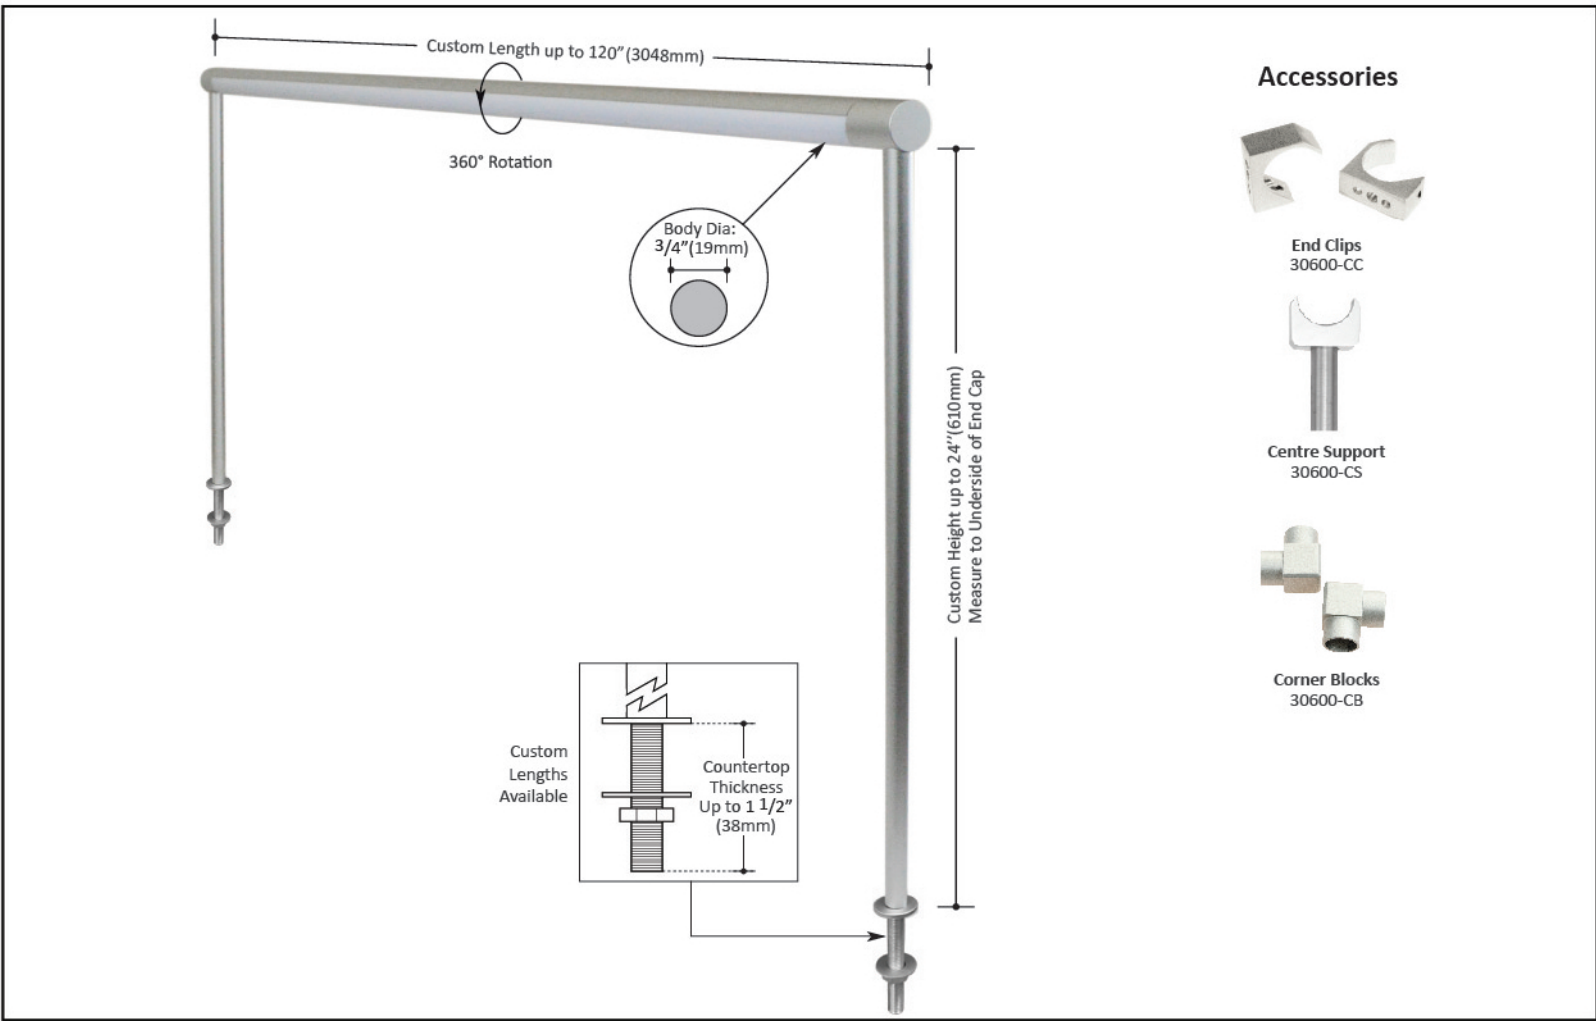 Custom Length up to 120”(3048mm)
360° Rotation
Body Dia:
3/4”(19mm)
Custom Height up to 24’’(610mm)
Measure to Underside of End Cap
Custom
Lengths
Available
Countertop
Thickness
Up to 1 1/2”
(38mm)
Accessories
End Clips
30600-CC
Centre Support
30600-CS
Corner Blocks
30600-CB